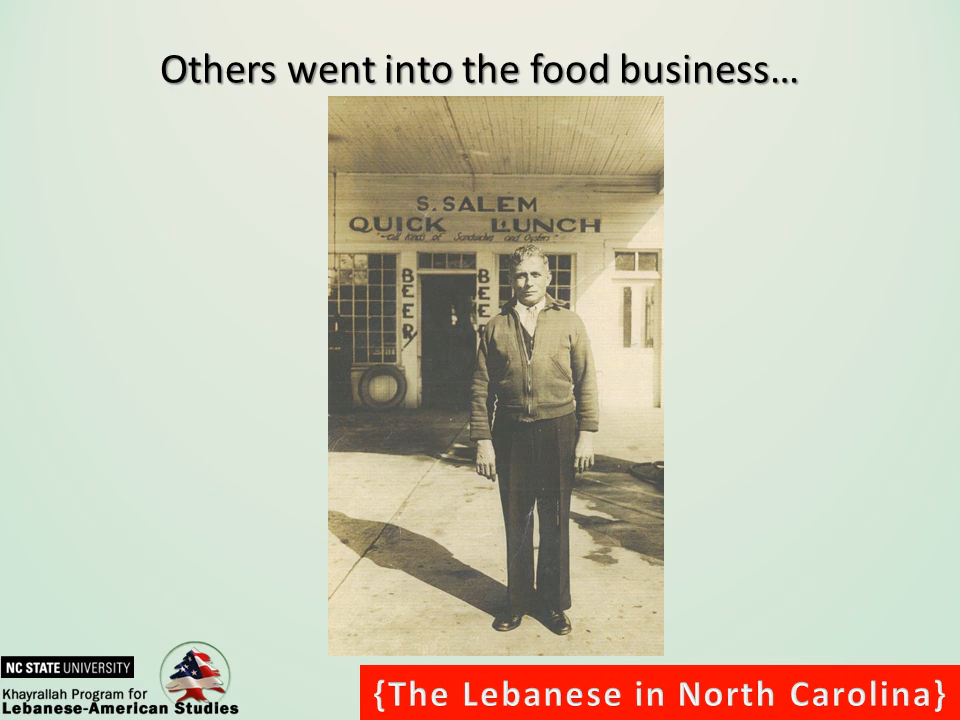 Others went into the food business…
S. SALEM
QUICK LUNCH
"All Kinds of Sandwiches and Oysters"
BEER
BEER
NC STATE UNIVERSITY
Khayrallah Program for
Lebanese-American Studies
{The Lebanese in North Carolina}